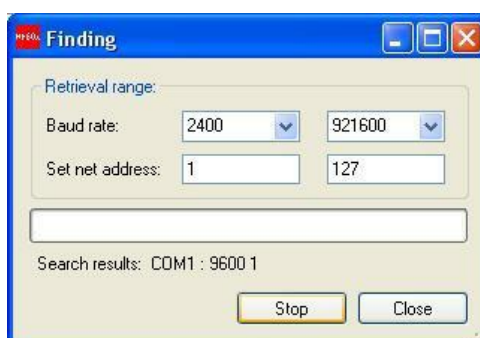 Finding
Retrieval range:
Baud rate: 2400 921600
Set net address: 1 127
Search results: COM1 : 9600 1
Stop Close